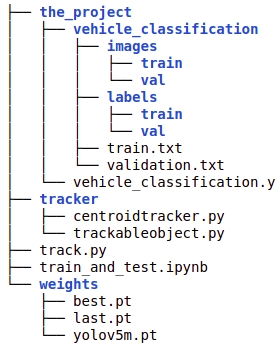 ├── the_project
│   ├── vehicle_classification
│   │   ├── images
│   │   │   ├── train
│   │   │   └── val
│   │   ├── labels
│   │   │   ├── train
│   │   │   └── val
│   │   ├── train.txt
│   │   └── validation.txt
│   └── vehicle_classification.y
├── tracker
│   ├── centroidtracker.py
│   └── trackableobject.py
├── track.py
├── train_and_test.ipynb
└── weights
    ├── best.pt
    ├── last.pt
    └── yolov5m.pt